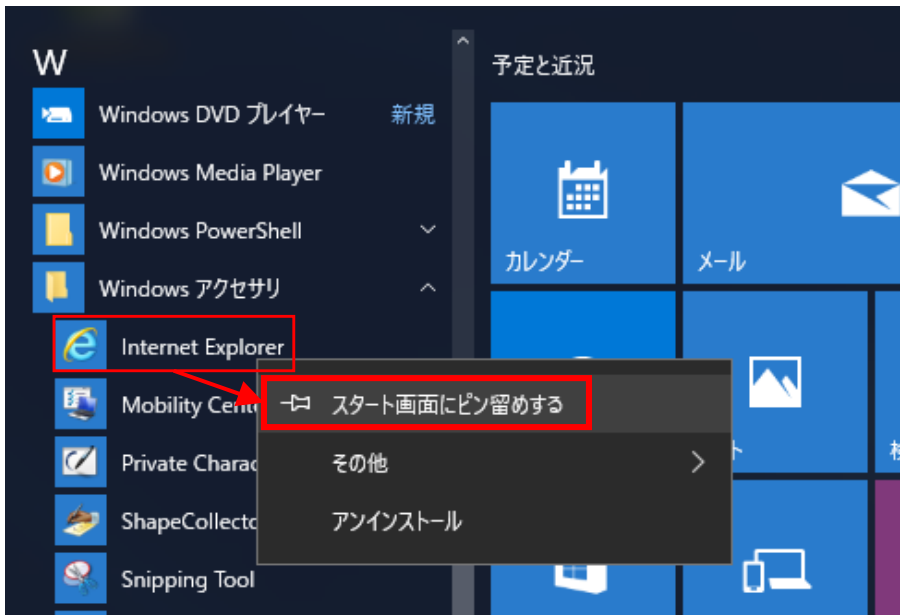 W
Windows DVD プレイヤー 新規
Windows Media Player
Windows PowerShell
Windows アクセサリ
Internet Explorer
Mobility
Private
Snipping Tool
スタート画面にピン留めする
その他
アンインストール
予定と近況
カレンダー
メール